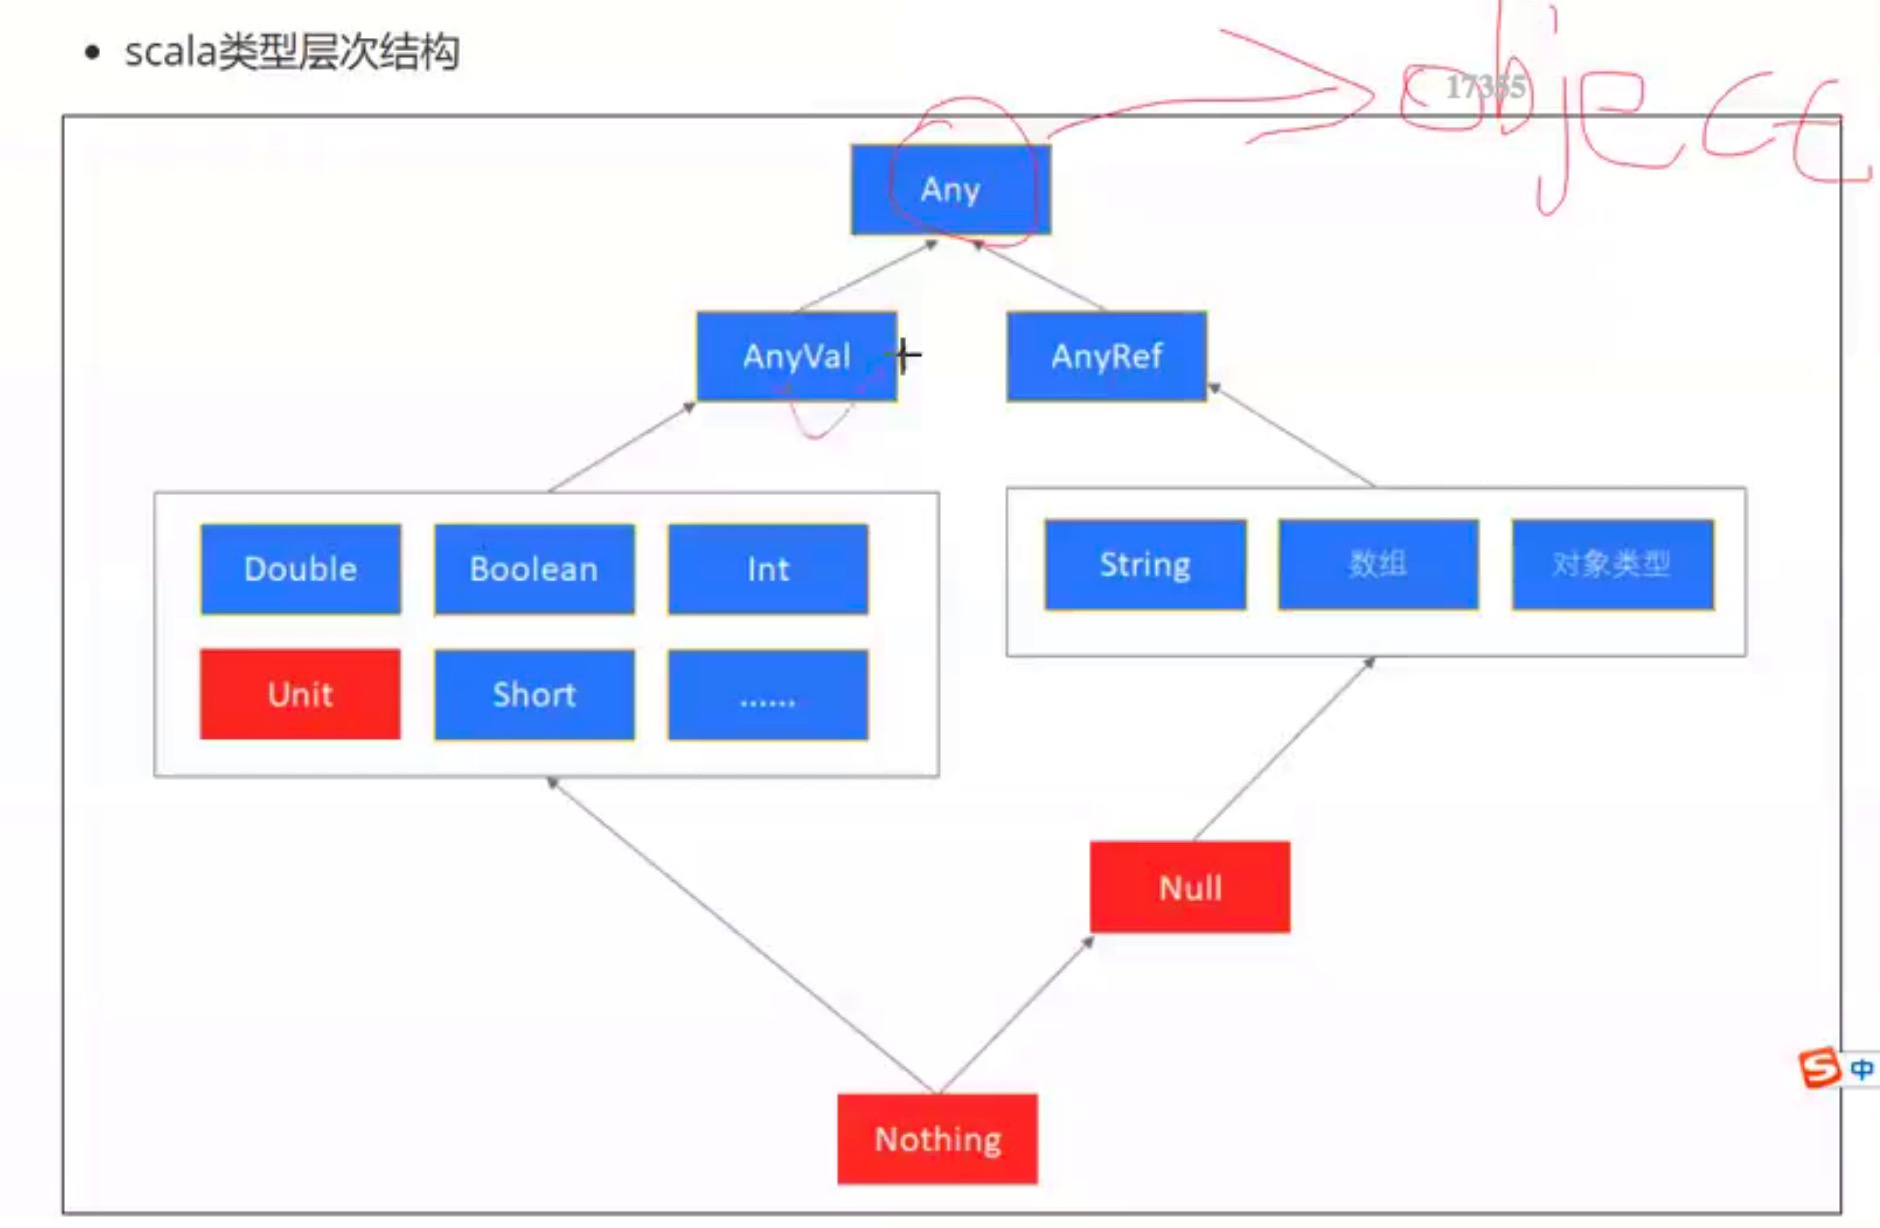 • scala类型层次结构
17355
object
Any
AnyVal
AnyRef
Double
Boolean
Int
String
数组
对象类型
Unit
Short
......
Null
Nothing
中